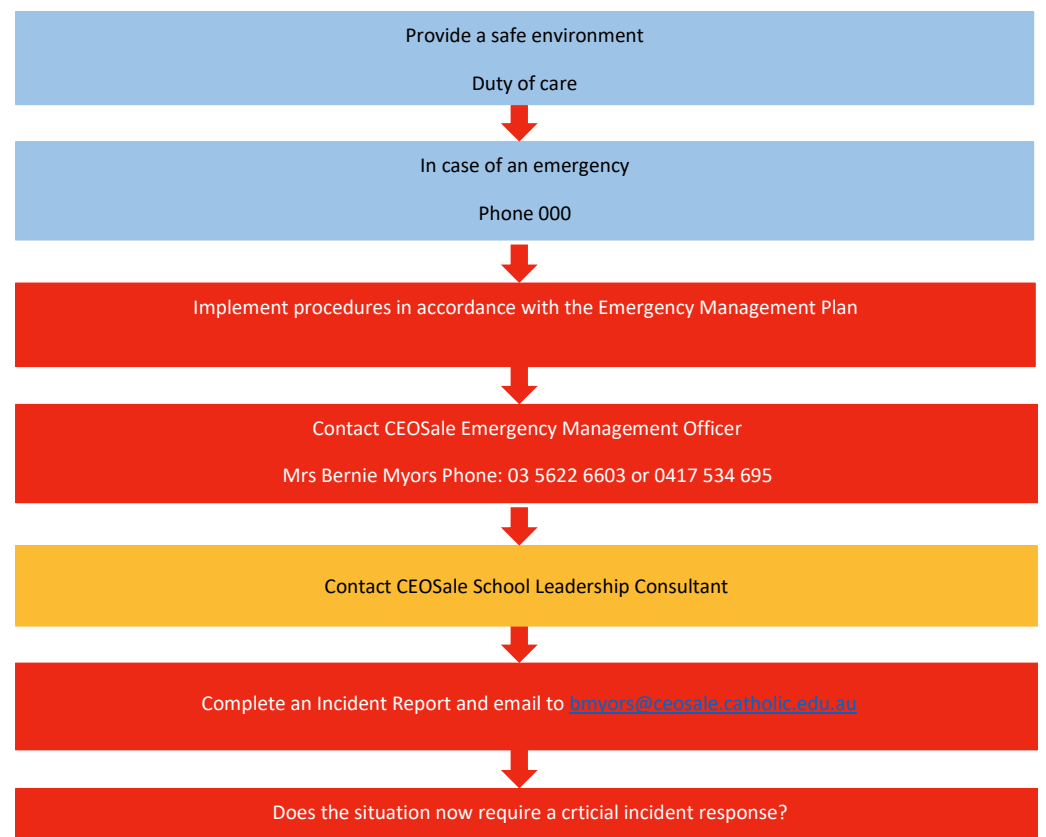 Provide a safe environment
Duty of care
In case of an emergency
Phone 000
Implement procedures in accordance with the Emergency Management Plan
Contact CEOSale Emergency Management Officer
Mrs Bernie Myors Phone: 03 5622 6603 or 0417 534 695
Contact CEOSale School Leadership Consultant
Complete an Incident Report and email to bmyors@ceosale.catholic.edu.au
Does the situation now require a crticial incident response?